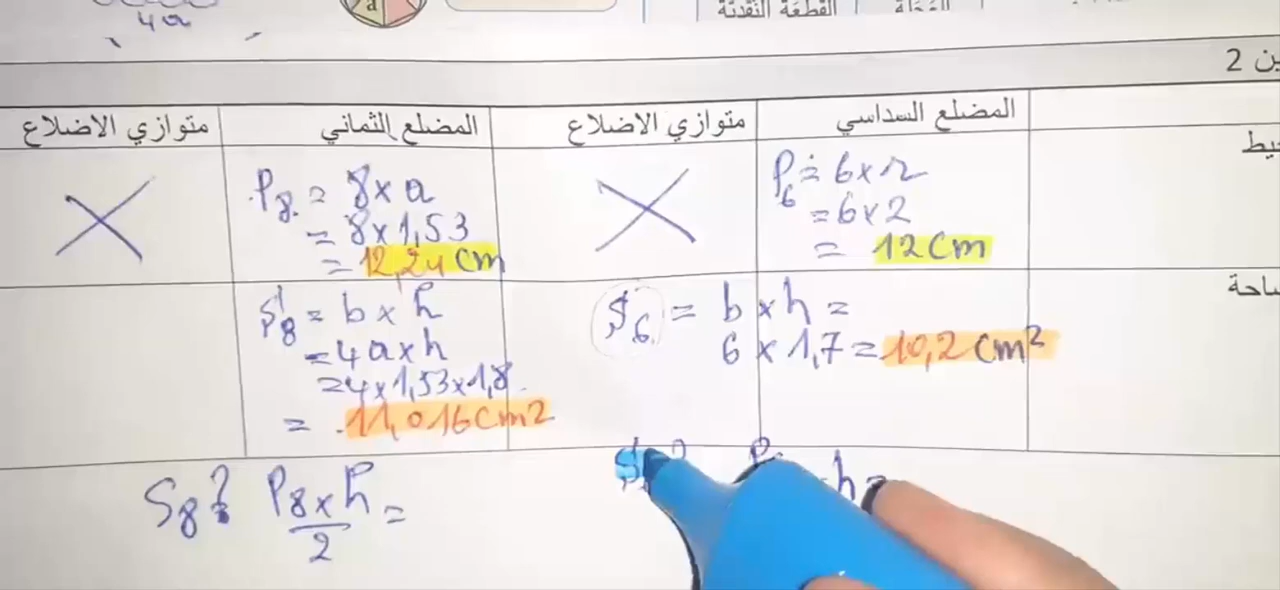 4a
a
القطعة النقدية
المضلع السداسي
متوازي الاضلاع
المضلع الثماني
متوازي الاضلاع
P6 = 6 x r
= 6 x 2
= 12 cm
P8 = 8 x a
= 8 x 1,53
= 12,24 cm
S6 = b x h =
6 x 1,7 = 10,2 cm²
S8 = b x h
= 4a x h
= 4 x 1,53 x 1,8
= 11,016 cm2
S8 = P8 x h / 2 =